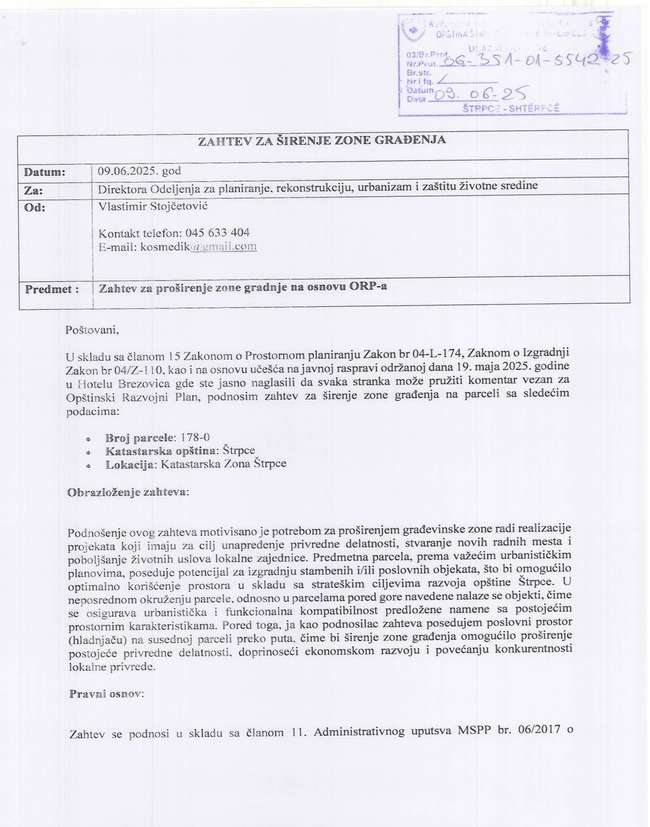 OPŠTINA
03/Br.Prot.
Nr.Prot. 06-351-01-5542-25
Br.str.
Nr.i fq.
Datum
Data 09. 06-25
ŠTRPCE - SHTËRPCË
ZAHTEV ZA ŠIRENJE ZONE GRAĐENJA
Datum: 09.06.2025. god
Za: Direktora Odeljenja za planiranje, rekonstrukciju, urbanizam i zaštitu životne sredine
Od: Vlastimir Stojčetović
Kontakt telefon: 045 633 404
E-mail: kosmedik@gmail.com
Predmet : Zahtev za proširenje zone gradnje na osnovu ORP-a
Poštovani,
U skladu sa članom 15 Zakonom o Prostornom planiranju Zakon br 04-L-174, Zaknom o Izgradnji
Zakon br 04/Z-110, kao i na osnovu učešća na javnoj raspravi održanoj dana 19. maja 2025. godine
u Hotelu Brezovica gde ste jasno naglasili da svaka stranka može pružiti komentar vezan za
Opštinski Razvojni Plan, podnosim zahtev za širenje zone građenja na parceli sa sledećim
podacima:
• Broj parcele: 178-0
• Katastarska opština: Štrpce
• Lokacija: Katastarska Zona Štrpce
Obrazloženje zahteva:
Podnošenje ovog zahteva motivisano je potrebom za proširenjem građevinske zone radi realizacije
projekata koji imaju za cilj unapređenje privredne delatnosti, stvaranje novih radnih mesta i
poboljšanje životnih uslova lokalne zajednice. Predmetna parcela, prema važećim urbanističkim
planovima, poseduje potencijal za izgradnju stambenih i/ili poslovnih objekata, što bi omogućilo
optimalno korišćenje prostora u skladu sa strateškim ciljevima razvoja opštine Štrpce. U
neposrednom okruženju parcele, odnosno u parcelama pored gore navedene nalaze se objekti, čime
se osigurava urbanistička i funkcionalna kompatibilnost predložene namene sa postojećim
prostornim karakteristikama. Pored toga, ja kao podnosilac zahteva posedujem poslovni prostor
(hladnjaču) na susednoj parceli preko puta, čime bi širenje zone građenja omogućilo proširenje
postojeće privredne delatnosti, doprinoseći ekonomskom razvoju i povećanju konkurentnosti
lokalne privrede.
Pravni osnov:
Zahtev se podnosi u skladu sa članom 11. Administrativnog uputsva MSPP br. 06/2017 o